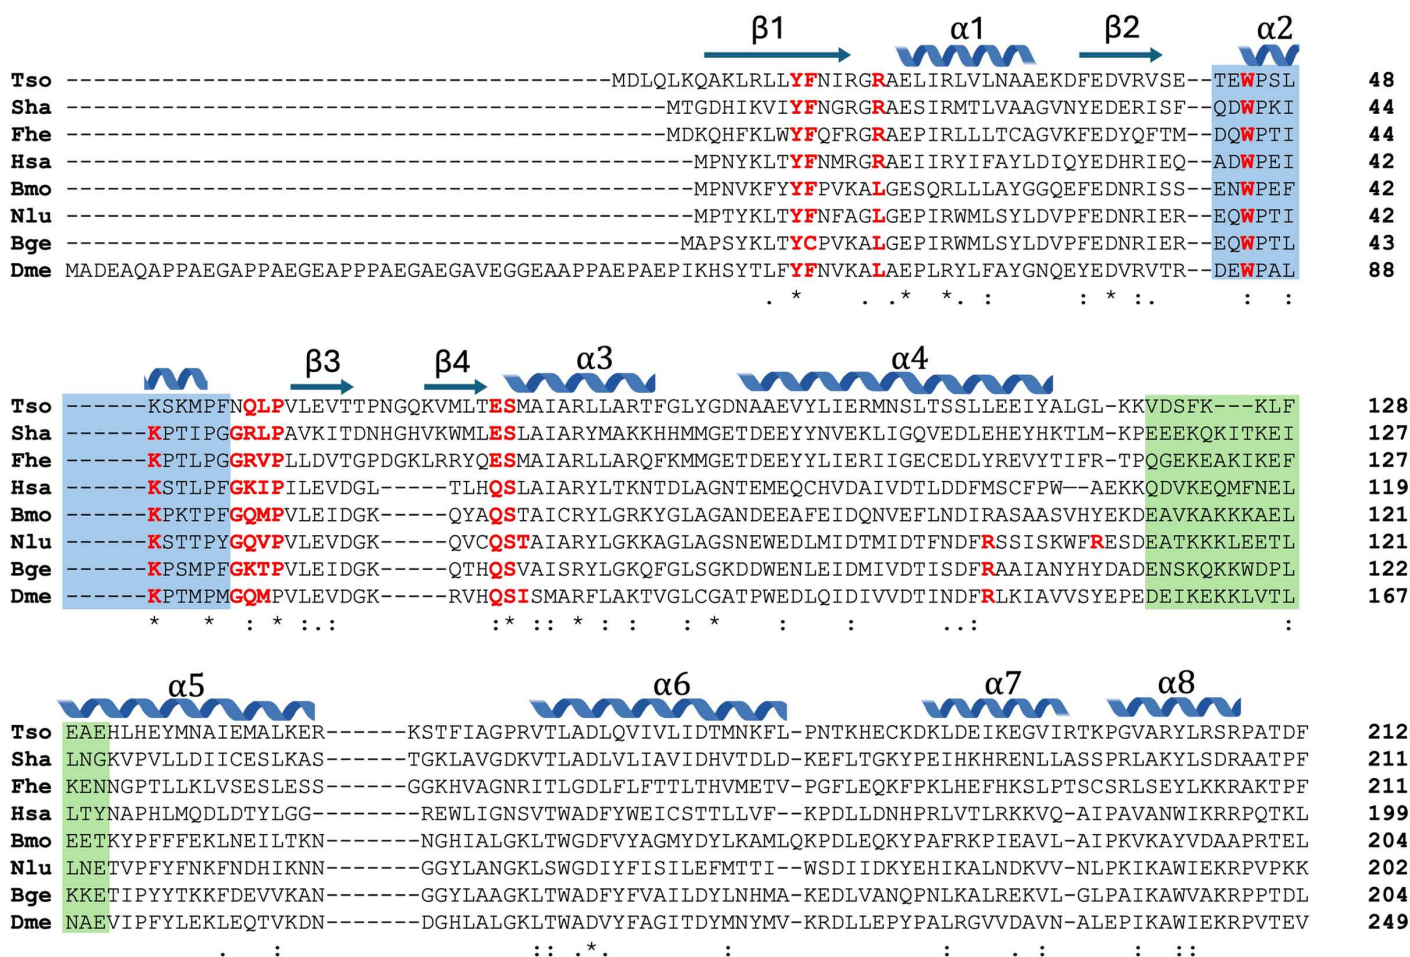 β1 α1 β2 α2
Tso ----------------------------------------MDLQLKQAKLRLLYFNIRGRAELIRLVLNAAEKDFEDVRVSE--TEWPSL 48
Sha --------------------------------------------MTGDHIKVIYFNGRGRAESIRMTLVAAGVNYEDERISF--QDWPKI 44
Fhe --------------------------------------------MDKQHFKLWYFQFRGRAEPIRLLLTCAGVKFEDYQFTM--DQWPTI 44
Hsa ----------------------------------------------MPNYKLTYFNMRGRAEIIRYIFAYLDIQYEDHRIEQ--ADWPEI 42
Bmo ----------------------------------------------MPNVKFYYFPVKALGESQRLLLAYGGQEFEDNRISS--ENWPEF 42
Nlu ----------------------------------------------MPTYKLTYFNFAGLGEPIRWMLSYLDVPFEDNRIER--EQWPTI 42
Bge ---------------------------------------------MAPSYKLTYCPVKALGEPIRWMLSYLDVPFEDNRIER--EQWPTL 43
Dme MADEAQAPPAEGAPPAEGEAPPPAEGAEGAVEGGEAAPPAEPAEPIKHSYTLFYFNVKALAEPLRYLFAYGNQEYEDVRVTR--DEWPAL 88
. * . .* *. : : * :. : :
β3 β4 α3 α4
Tso ------KSKMPFNQLPVLEVTTPNGQKVMLTESMAIARLLARTFGLYGDNAAEVYLIERMNSLTSSLLEEIYALGL-KKVDSFK---KLF 128
Sha ------KPTIPGGRLPAVKITDNHGHVKWMLESLAIARYMAKKHHMMGETDEEYYNVEKLIGQVEDLEHEYHKTLM-KPEEEKQKITKEI 127
Fhe ------KPTLPGGRVPLLDVTGPDGKLRRYQESMAIARLLARQFKMMGETDEEYYLIERIIGECEDLYREVYTIFR-TPQGEKEAKIKEF 127
Hsa ------KSTLPFGKIPILEVDGL-----TLHQSLAIARYLTKNTDLAGNTEMEQCHVDAIVDTLDDFMSCFPW—AEKKQDVKEQMFNEL 119
Bmo ------KPKTPFGQMPVLEIDGK-----QYAQSTAICRYLGRKYGLAGANDEEAFEIDQNVEFLNDIRASAASVHYEKDEAVKAKKKAEL 121
Nlu ------KSTTPYGQVPVLEIDGK-----QVCQSTAIARYLGKKAGLAGSNEWEDLMIDTMIDTFNDFRSSISKWFRESDEATKKKLEETL 121
Bge ------KPSMPFGKTPVLEIDGK-----QTHQSVAISRYLGKQFGLSGKDDWENLEIDMIVDTISDFRAAIANYHYDADENSKQKKWDPL 122
Dme ------KPTMPMGQMPVLEVDGK-----RVHQSISMARFLAKTVGLCGATPWEDLQIDIVVDTINDFRLKIAVVSYEPEDEIKEKKLVTL 167
* * : * :.: :* :: * : : * : : ..: :
α5 α6 α7 α8
Tso EAEHLHEYMNAIEMALKER------KSTFIAGPRVTLADLQVIVLIDTMNKFL-PNTKHECKDKLDEIKEGVIRTKPGVARYLRSRPATDF 212
Sha LNGKVPVLLDIICESLKAS-------TGKLAVGDKVTLADLVLIAVIDHVTDLD-KEFLTGKYPEIHKHRENLLASSPRLAKYLSDRAATPF 211
Fhe KENNGPTLLKLVSESLESS-------GGKHVAGNRITLGDLFLFTTLTHVMETV-PGFLEQKFPKLHEFHKSLPTSCSRLSEYLKKRAKTPF 211
Hsa LTYNAPHLMQDLDTYLGG--------REWLIGNSVTWADFYWEICSTTLLVF--KPDLLDNHPRLVTLRKKVQ-AIPAVANWIKRRPQTKL 199
Bmo EETKYPFFFEKLNEILTKN-------NGHIALGKLTWGDFVYAGMYDYLKAMLQKPDLEQKYPAFRKPIEAVL-AIPKVKAYVDAAPRTEL 204
Nlu LNETVPFYFNKFNDHIKNN-------GGYLANGKLSWGDIYFISILEFMTTI--WSDIIDKYEHIKALNDKVV-NLPKIKAWIEKRPVPKK 202
Bge KKETIPYYTKKFDEVVKAN-------GGYLAAGKLTWADFYFVAILDYLNHMA-KEDLVANQPNLKALREKVL-GLPAIKAWVAKRPPTDL 204
Dme NAEVIPFYLEKLEQTVKDN-------DGHLALGKLTWADVYFAGITDYMNYMV-KRDLLEPYPALRGVVDAVN-ALEPIKAWIEKRPVTEV 249
. : :: .*. : : . : : ::